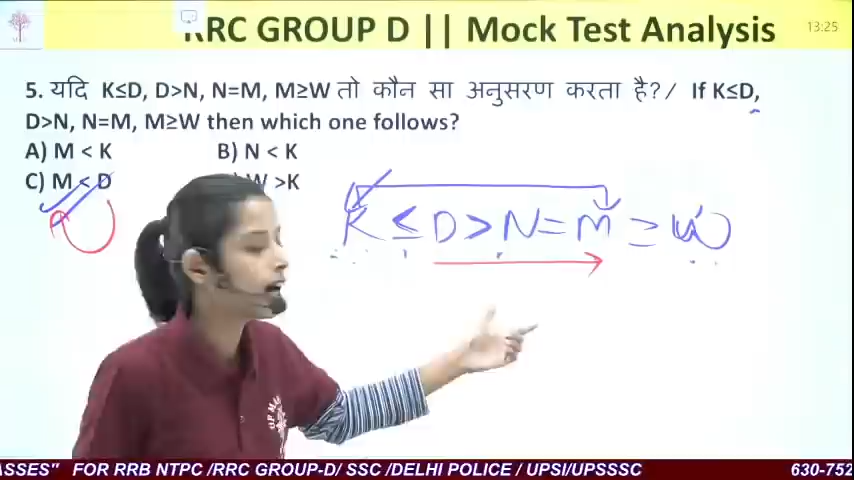 RRC GROUP D || Mock Test Analysis
13:25
5. यदि K≤D, D>N, N=M, M≥W तो कौन सा अनुसरण करता है? / If K≤D,
D>N, N=M, M≥W then which one follows?
A) M < K B) N < K
C) M < D W >K
K ≤ D > N = M ≥ W
ASSES" FOR RRB NTPC /RRC GROUP-D/ SSC /DELHI POLICE / UPSI/UPSSSC 630-752